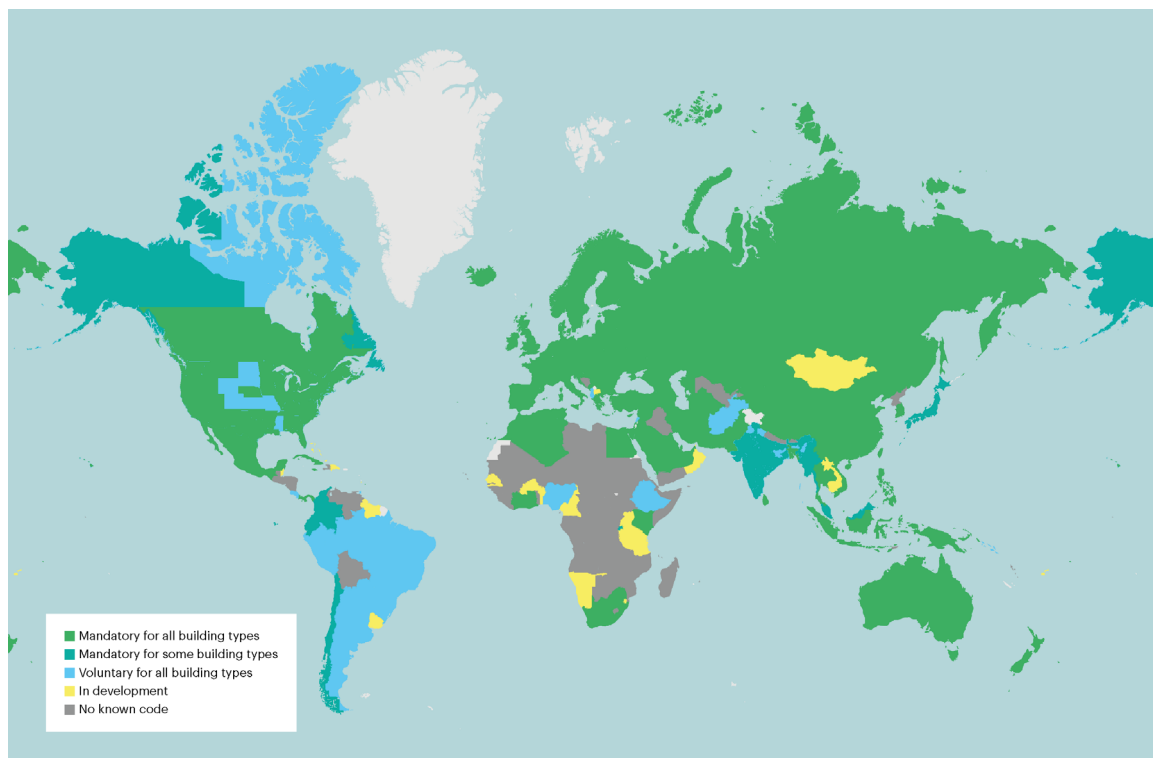 Mandatory for all building types
Mandatory for some building types
Voluntary for all building types
In development
No known code